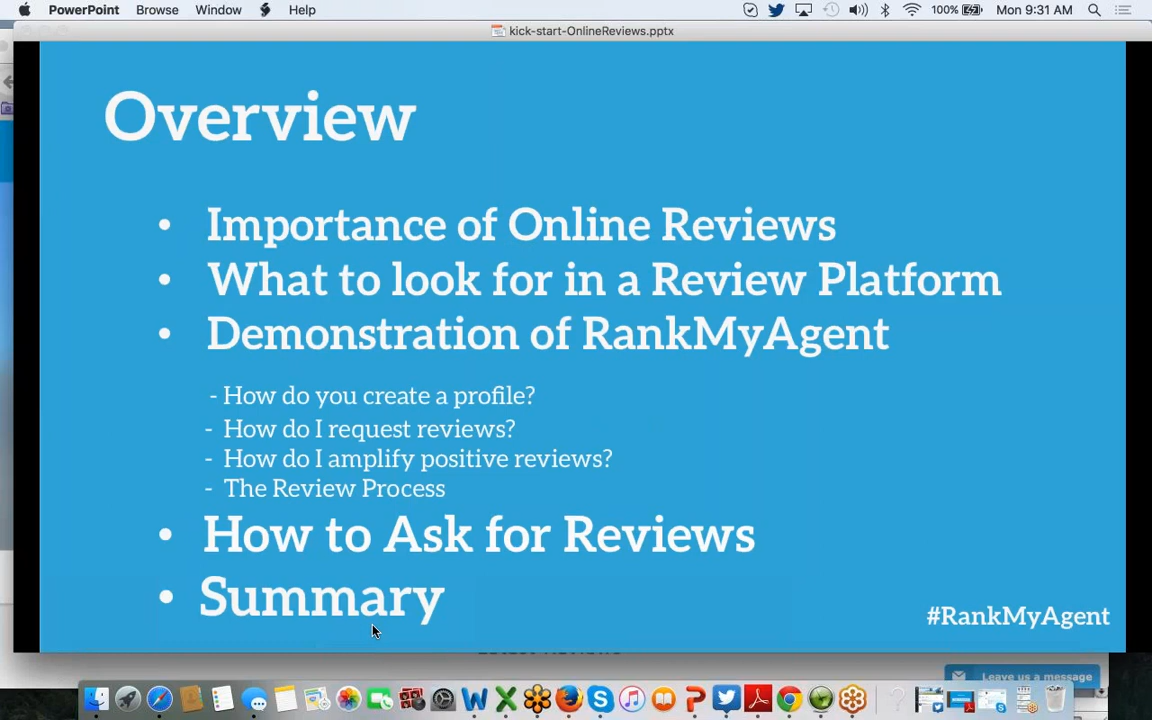 PowerPoint Browse Window Help 100% Mon 9:31 AM
kick-start-OnlineReviews.pptx
Overview
• Importance of Online Reviews
• What to look for in a Review Platform
• Demonstration of RankMyAgent
- How do you create a profile?
- How do I request reviews?
- How do I amplify positive reviews?
- The Review Process
• How to Ask for Reviews
• Summary
#RankMyAgent
Leave us a message